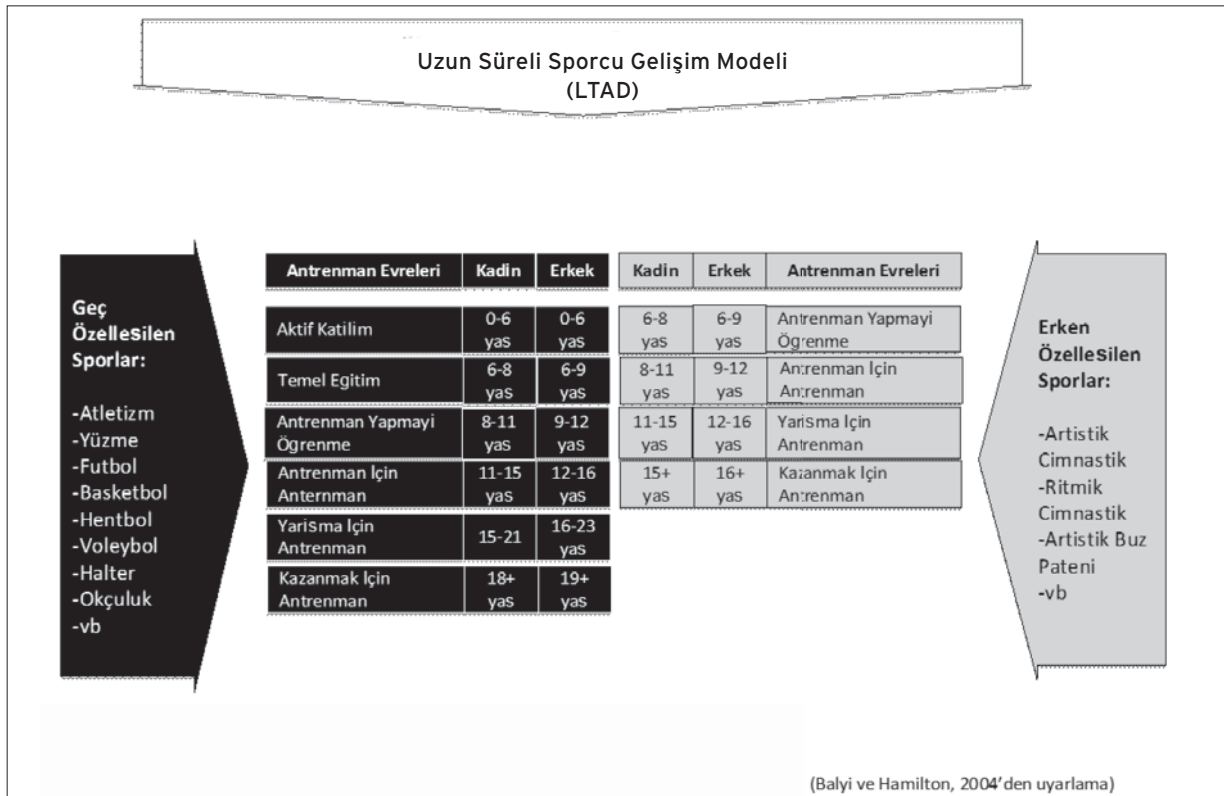 Uzun Süreli Sporcu Gelişim Modeli
(LTAD)
Geç
Özellesilen
Sporlar:
-Atletizm
-Yüzme
-Futbol
-Basketbol
-Hentbol
-Voleybol
-Halter
-Okçuluk
-vb
Antrenman Evreleri Kadin Erkek
Aktif Katilim 0-6 yas 0-6 yas
Temel Egitim 6-8 yas 6-9 yas
Antrenman Yapmayi Ögrenme 8-11 yas 9-12 yas
Antrenman İçin Anternman 11-15 yas 12-16 yas
Yarisma Için Antrenman 15-21 16-23 yas
Kazanmak Için Antrenman 18+ yas 19+ yas
Kadin Erkek Antrenman Evreleri
6-8 yas 6-9 yas Antrenman Yapmayi Ögrenme
8-11 yas 9-12 yas Antrenman İçin Antrenman
11-15 yas 12-16 yas Yarisma Için Antrenman
15+ yas 16+ yas Kazanmak Için Antrenman
Erken
Özellesilen
Sporlar:
-Artistik
Cimnastik
-Ritmik
Cimnastik
-Artistik Buz
Pateni
-vb
(Balyi ve Hamilton, 2004'den uyarlama)